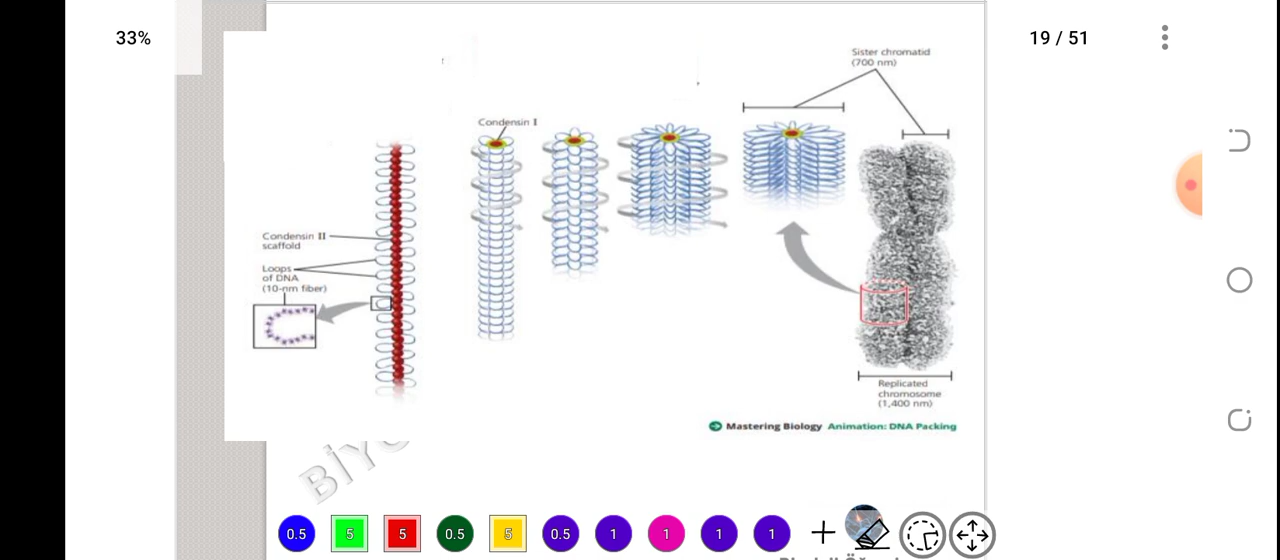 33%
19 / 51
Sister chromatid
(700 nm)
Condensin I
Condensin II
scaffold
Loops
of DNA
(10-nm fiber)
Replicated
chromosome
(1,400 nm)
Mastering Biology Animation: DNA Packing
0.5 5 5 0.5 5 0.5 1 1 1 1